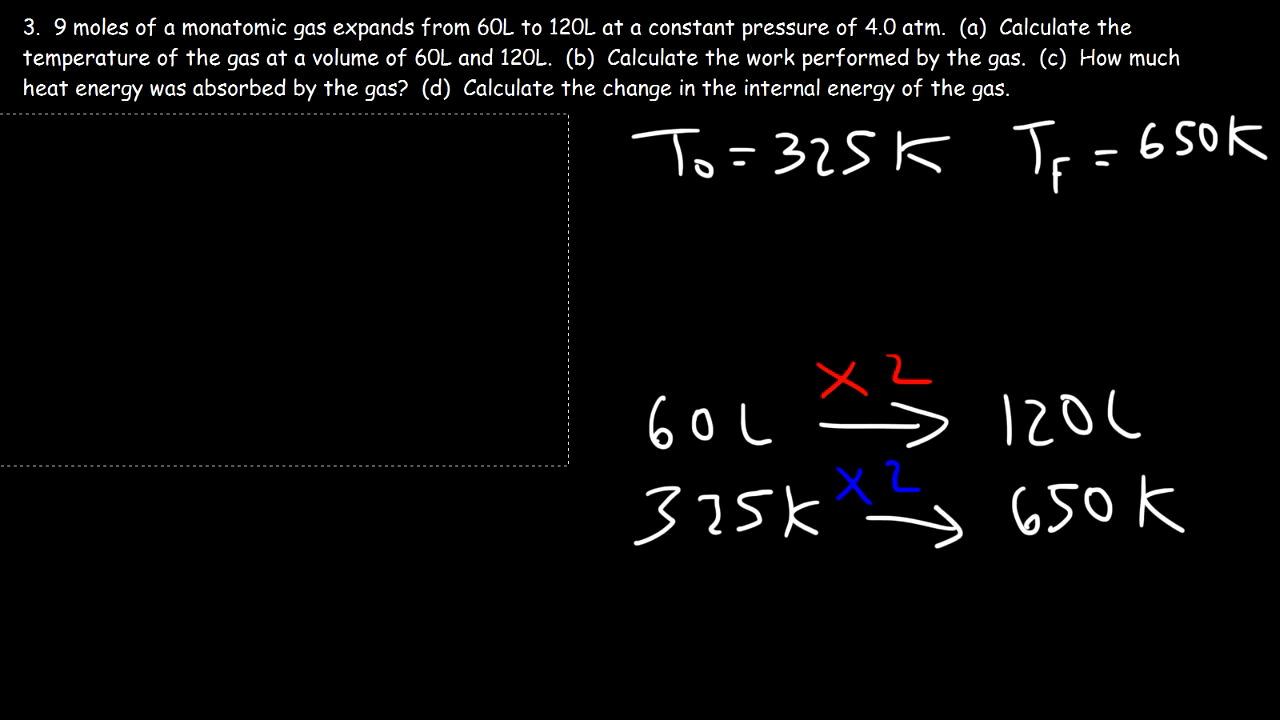 3. 9 moles of a monatomic gas expands from 60L to 120L at a constant pressure of 4.0 atm. (a) Calculate the
temperature of the gas at a volume of 60L and 120L. (b) Calculate the work performed by the gas. (c) How much
heat energy was absorbed by the gas? (d) Calculate the change in the internal energy of the gas.
T₀ = 325 K T_F = 650K
x 2
60L → 120L
x 2
325K → 650 K